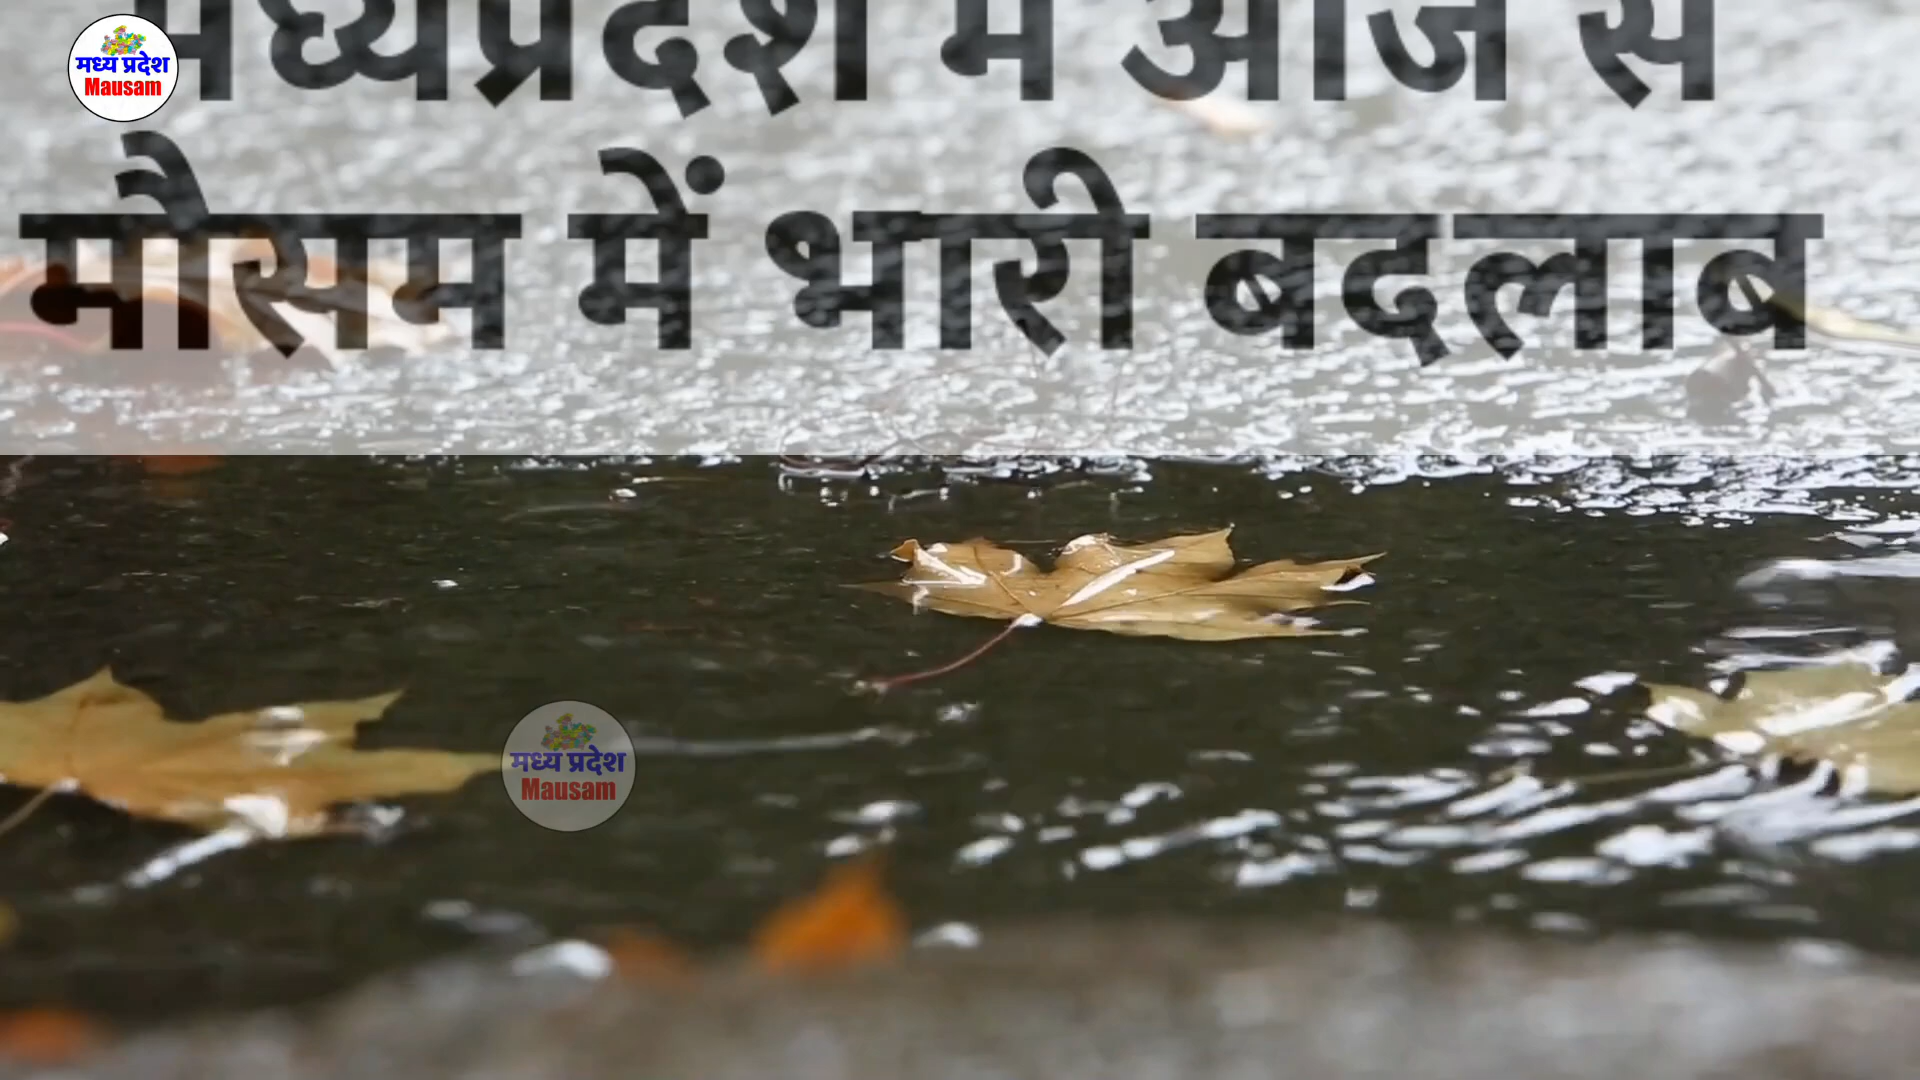 मध्यप्रदेश में आज से
मौसम में भारी बदलाब
मध्य प्रदेश
Mausam
मध्य प्रदेश
Mausam